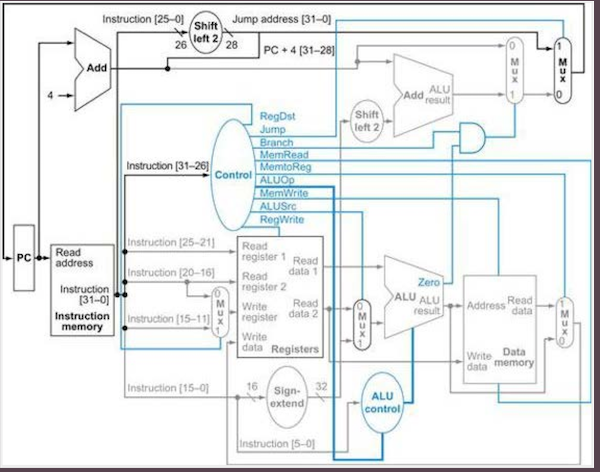 Instruction [25–0]
Shift
left 2
Jump address [31–0]
26
28
PC + 4 [31–28]
Add
4
0
M
u
x
1
1
M
u
x
0
Add ALU
result
Shift
left 2
RegDst
Jump
Branch
MemRead
MemtoReg
ALUOp
MemWrite
ALUSrc
RegWrite
Instruction [31–26]
Control
PC
Read
address
Instruction
[31–0]
Instruction
memory
Instruction [25–21]
Instruction [20–16]
Instruction [15–11]
0
M
u
x
1
Read
register 1
Read
register 2
Write
register
Write
data
Read
data 1
Read
data 2
Registers
0
M
u
x
1
Zero
ALU ALU
result
Address
Read
data
Write
data
Data
memory
1
M
u
x
0
Instruction [15–0]
16
Sign-
extend
32
ALU
control
Instruction [5–0]